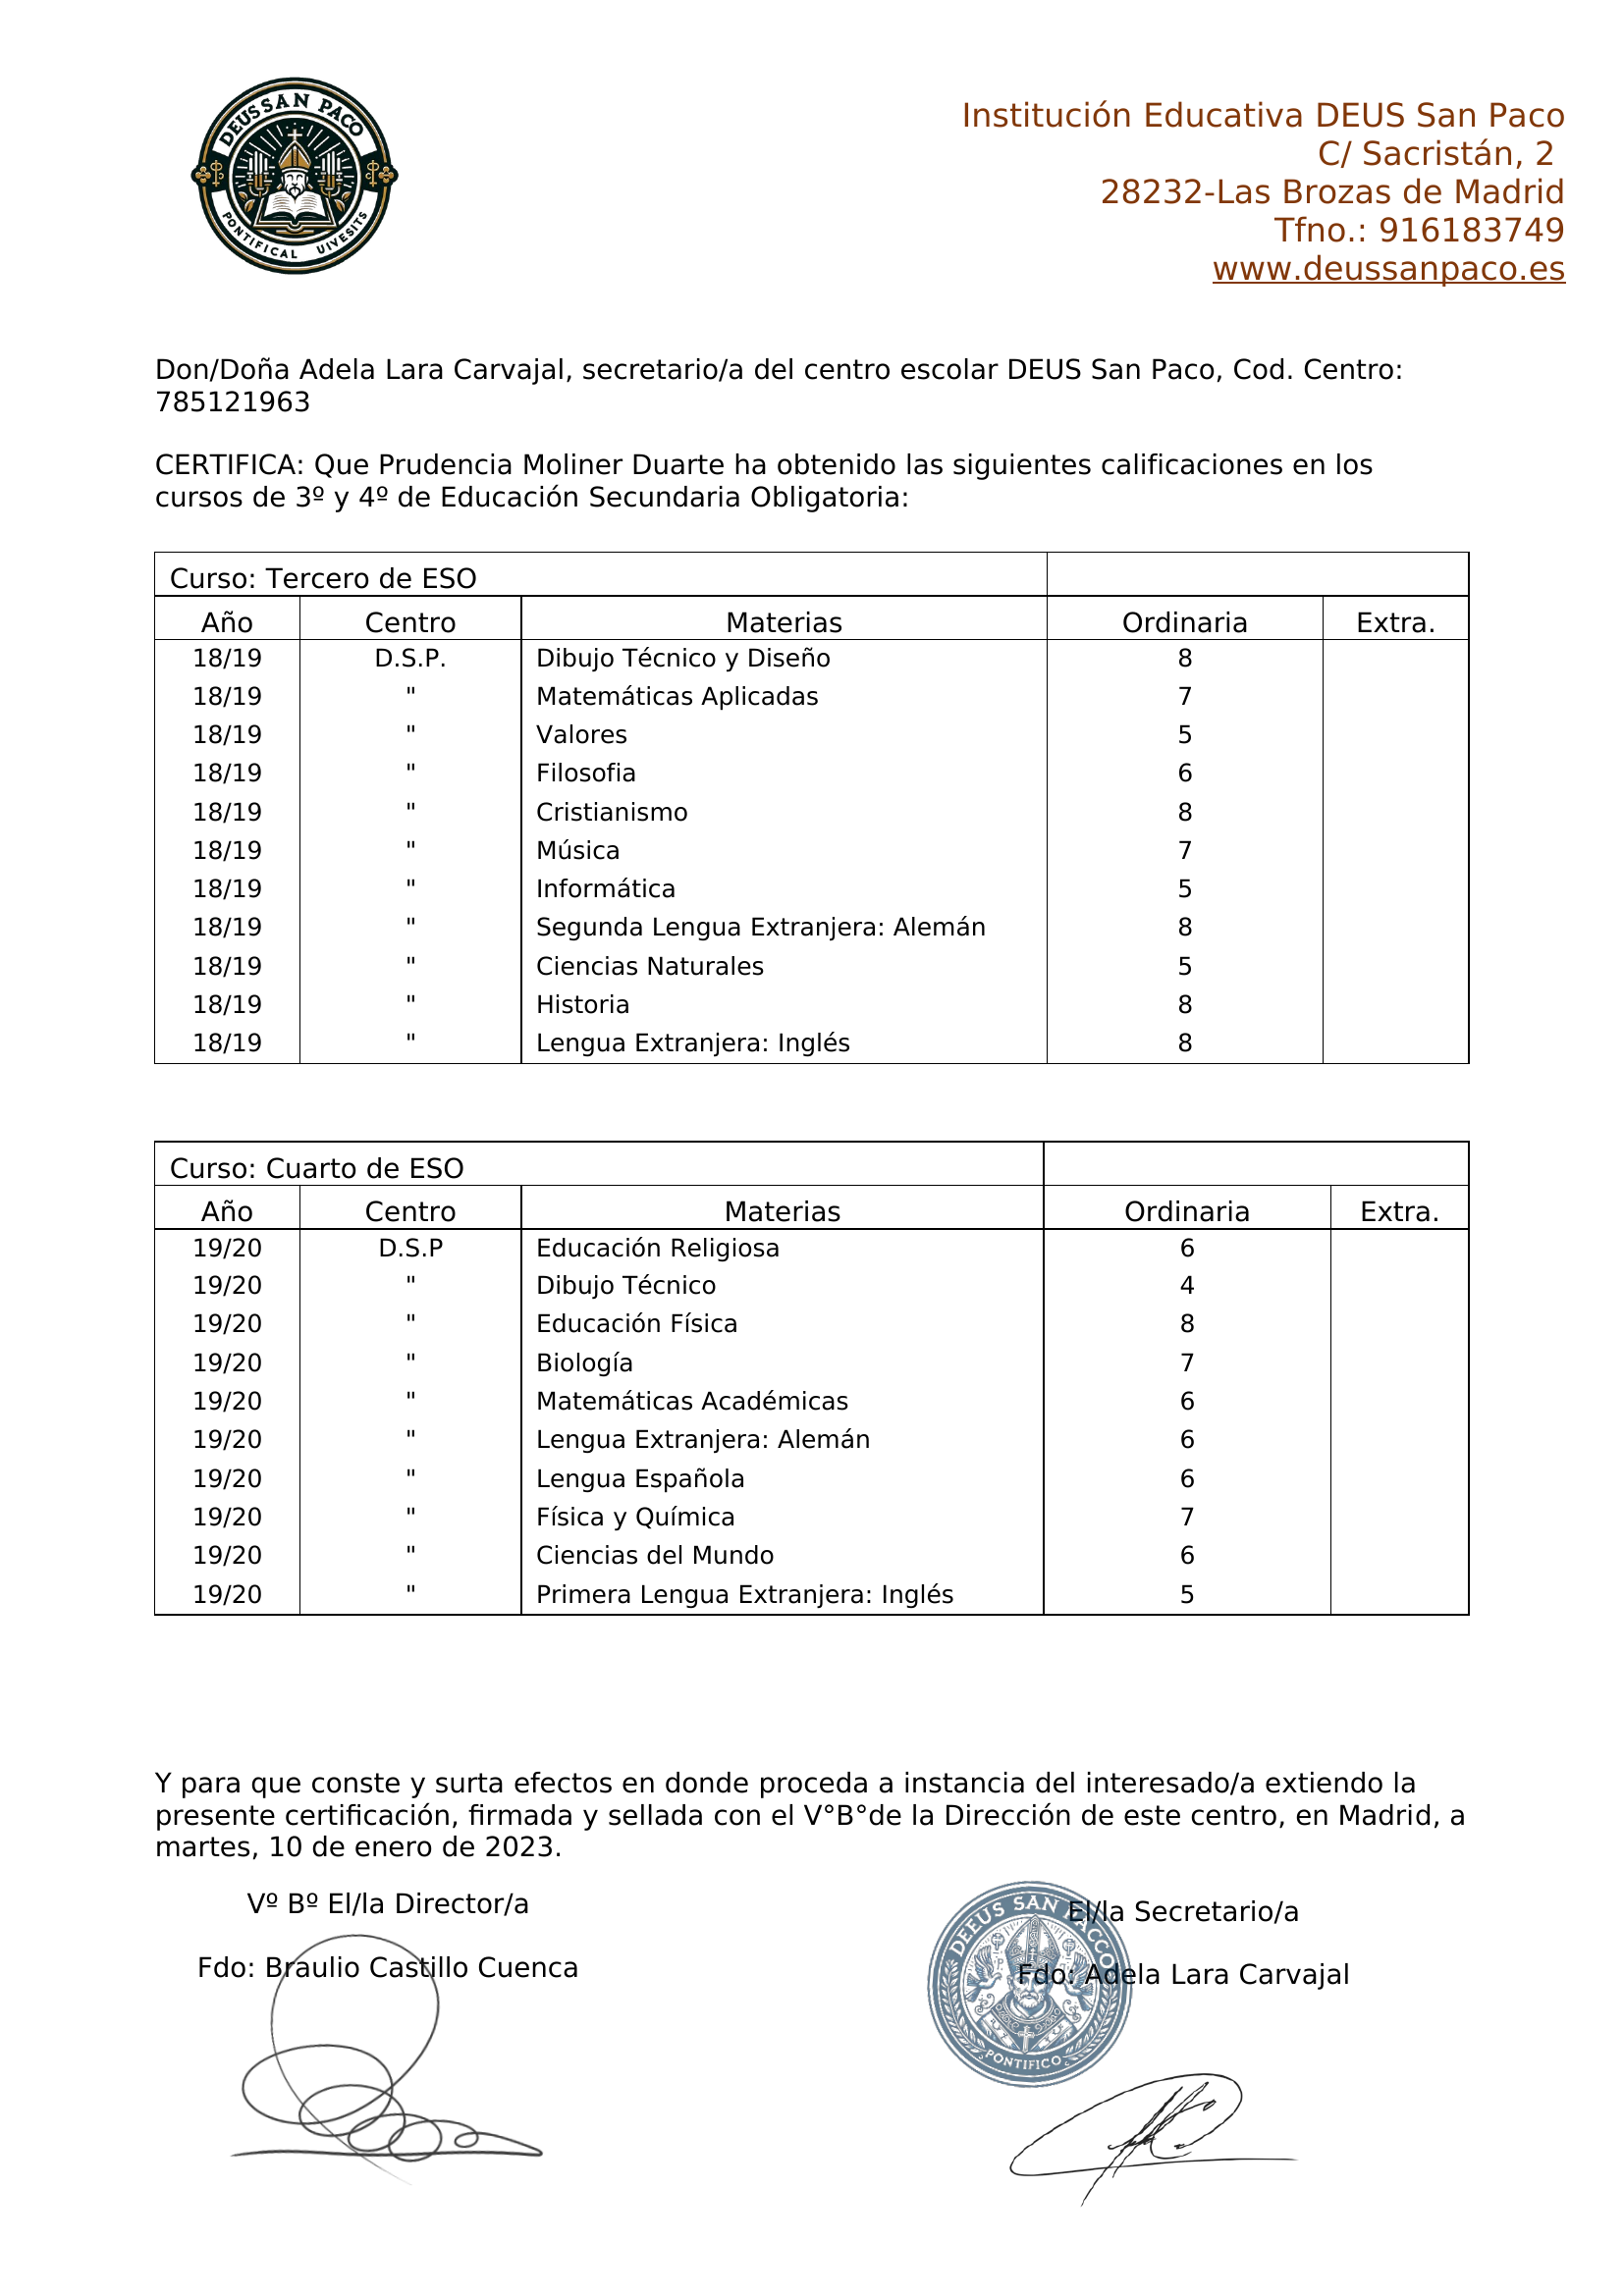 DEUSSAN PACO
PONTIFICAL UIVESITS
Institución Educativa DEUS San Paco
C/ Sacristán, 2
28232-Las Brozas de Madrid
Tfno.: 916183749
www.deussanpaco.es
Don/Doña Adela Lara Carvajal, secretario/a del centro escolar DEUS San Paco, Cod. Centro:
785121963
CERTIFICA: Que Prudencia Moliner Duarte ha obtenido las siguientes calificaciones en los
cursos de 3º y 4º de Educación Secundaria Obligatoria:
Curso: Tercero de ESO
Año Centro Materias Ordinaria Extra.
18/19 D.S.P. Dibujo Técnico y Diseño 8
18/19 " Matemáticas Aplicadas 7
18/19 " Valores 5
18/19 " Filosofia 6
18/19 " Cristianismo 8
18/19 " Música 7
18/19 " Informática 5
18/19 " Segunda Lengua Extranjera: Alemán 8
18/19 " Ciencias Naturales 5
18/19 " Historia 8
18/19 " Lengua Extranjera: Inglés 8
Curso: Cuarto de ESO
Año Centro Materias Ordinaria Extra.
19/20 D.S.P Educación Religiosa 6
19/20 " Dibujo Técnico 4
19/20 " Educación Física 8
19/20 " Biología 7
19/20 " Matemáticas Académicas 6
19/20 " Lengua Extranjera: Alemán 6
19/20 " Lengua Española 6
19/20 " Física y Química 7
19/20 " Ciencias del Mundo 6
19/20 " Primera Lengua Extranjera: Inglés 5
Y para que conste y surta efectos en donde proceda a instancia del interesado/a extiendo la
presente certificación, firmada y sellada con el V°B°de la Dirección de este centro, en Madrid, a
martes, 10 de enero de 2023.
Vº Bº El/la Director/a
El/la Secretario/a
Fdo: Braulio Castillo Cuenca
Fdo: Adela Lara Carvajal
DEEUS SAN PACCO
PONTIFICO